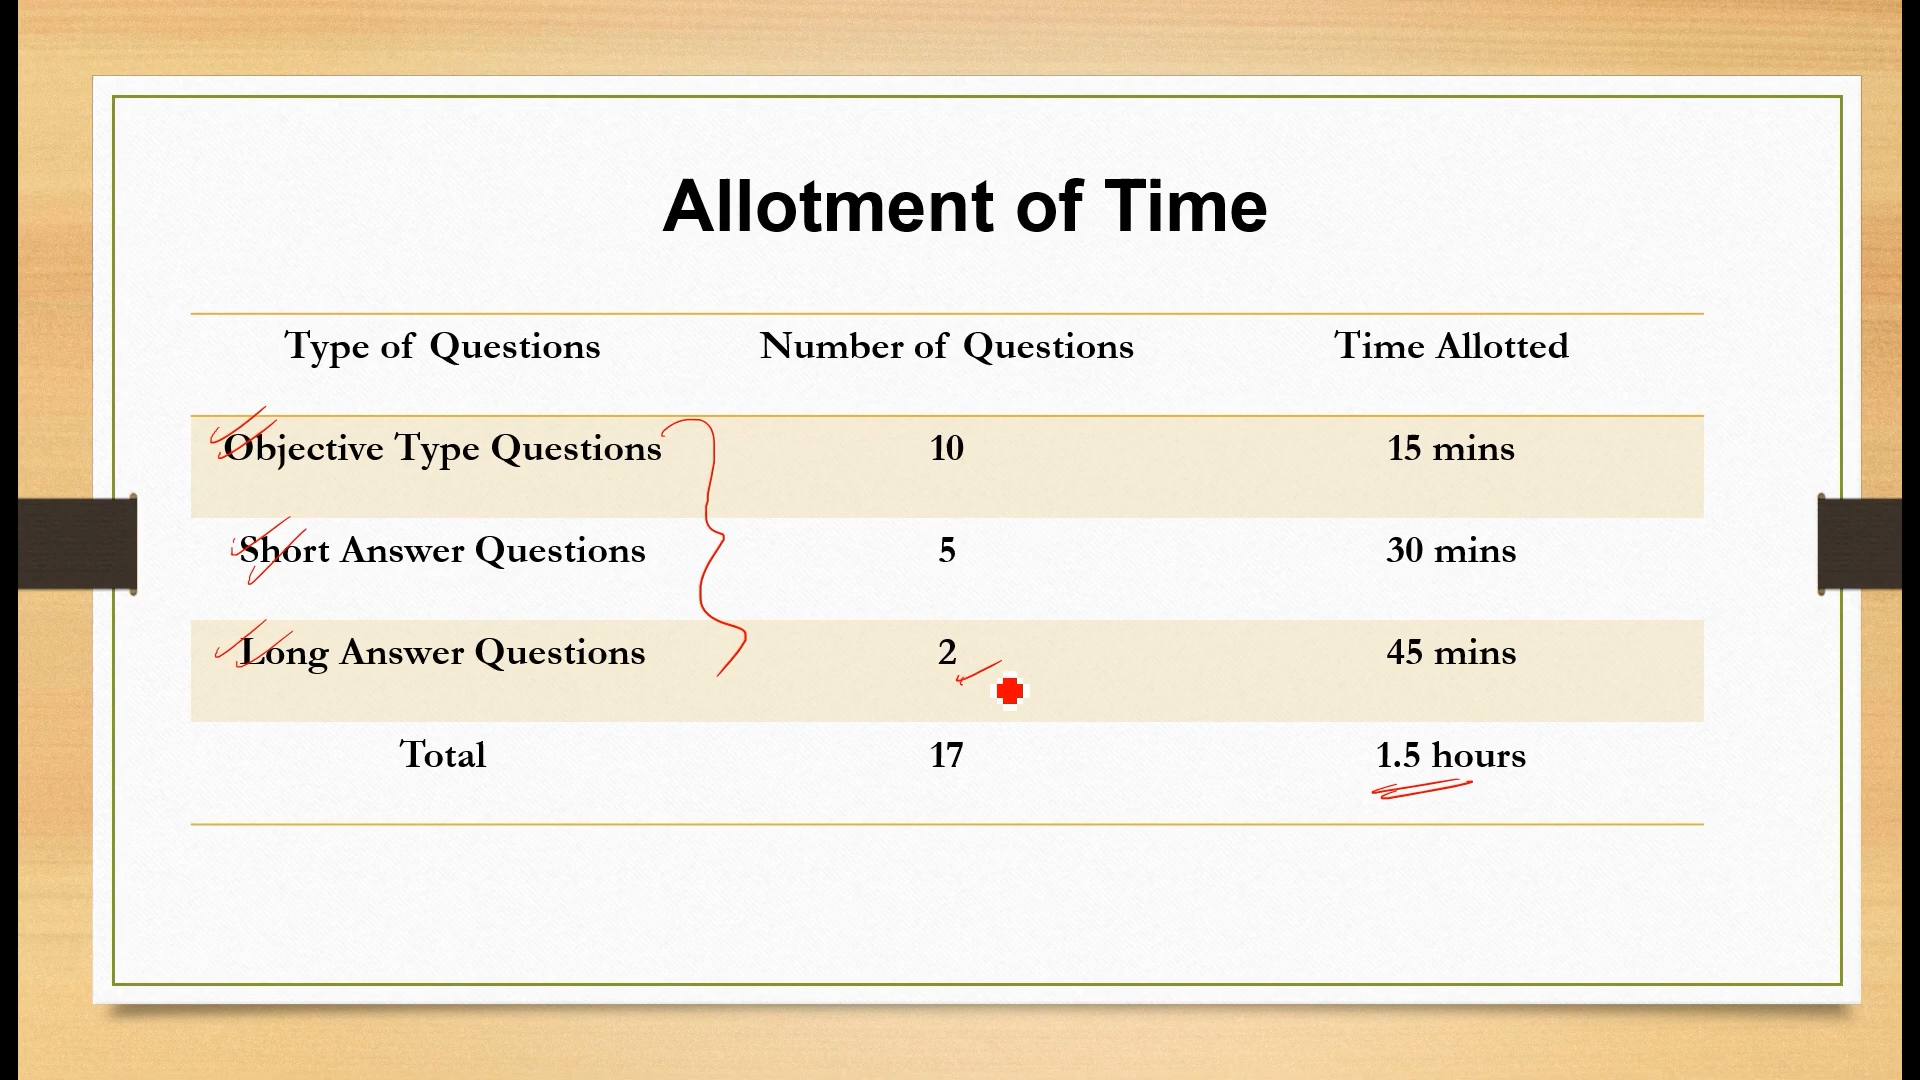 Allotment of Time
Type of Questions Number of Questions Time Allotted
Objective Type Questions 10 15 mins
Short Answer Questions 5 30 mins
Long Answer Questions 2 45 mins
Total 17 1.5 hours